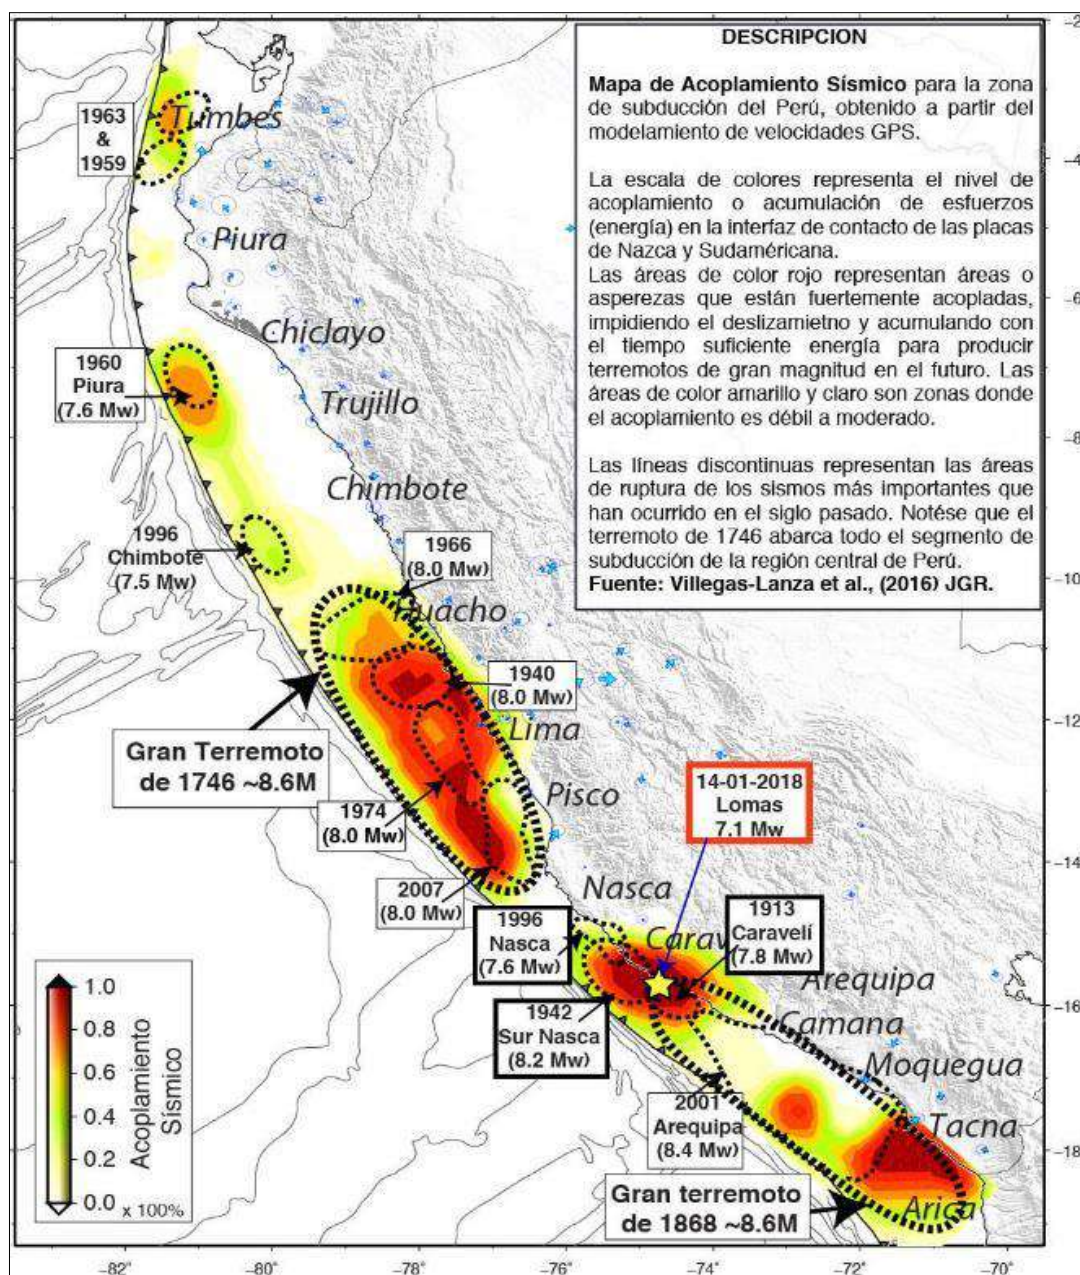 DESCRIPCION
Mapa de Acoplamiento Sísmico para la zona
de subducción del Perú, obtenido a partir del
modelamiento de velocidades GPS.
La escala de colores representa el nivel de
acoplamiento o acumulación de esfuerzos
(energía) en la interfaz de contacto de las placas
de Nazca y Sudaméricana.
Las áreas de color rojo representan áreas o
asperezas que están fuertemente acopladas,
impidiendo el deslizamietno y acumulando con
el tiempo suficiente energía para producir
terremotos de gran magnitud en el futuro. Las
áreas de color amarillo y claro son zonas donde
el acoplamiento es débil a moderado.
Las líneas discontinuas representan las áreas
de ruptura de los sismos más importantes que
han ocurrido en el siglo pasado. Notése que el
terremoto de 1746 abarca todo el segmento de
subducción de la región central de Perú.
Fuente: Villegas-Lanza et al., (2016) JGR.
1963
&
1959
Tumbes
Piura
Chiclayo
1960
Piura
(7.6 Mw)
Trujillo
Chimbote
1996
Chimbote
(7.5 Mw)
1966
(8.0 Mw)
Huacho
1940
(8.0 Mw)
Lima
Gran Terremoto
de 1746 ~8.6M
Pisco
1974
(8.0 Mw)
14-01-2018
Lomas
7.1 Mw
2007
(8.0 Mw)
Nasca
1996
Nasca
(7.6 Mw)
1913
Caravelí
(7.8 Mw)
Carav
Arequipa
1942
Sur Nasca
(8.2 Mw)
Camana
Moquegua
2001
Arequipa
(8.4 Mw)
Tacna
Gran terremoto
de 1868 ~8.6M
Arica
1.0
0.8
0.6
0.4
0.2
0.0
x 100%
Acoplamiento
Sísmico
-2
-4
-6
-8
-10
-12
-14
-16
-18
-82°
-80°
-78°
-76°
-74°
-72°
-70°